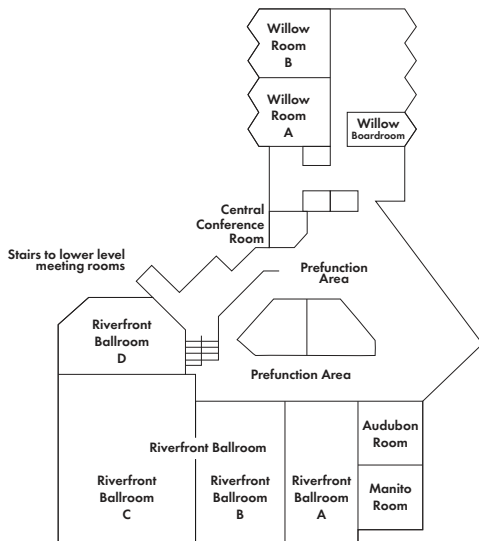 Willow
Room
B
Willow
Room
A
Willow
Boardroom
Central
Conference
Room
Stairs to lower level
meeting rooms
Prefunction
Area
Riverfront
Ballroom
D
Prefunction Area
Audubon
Room
Riverfront Ballroom
Riverfront
Ballroom
C
Riverfront
Ballroom
B
Riverfront
Ballroom
A
Manito
Room